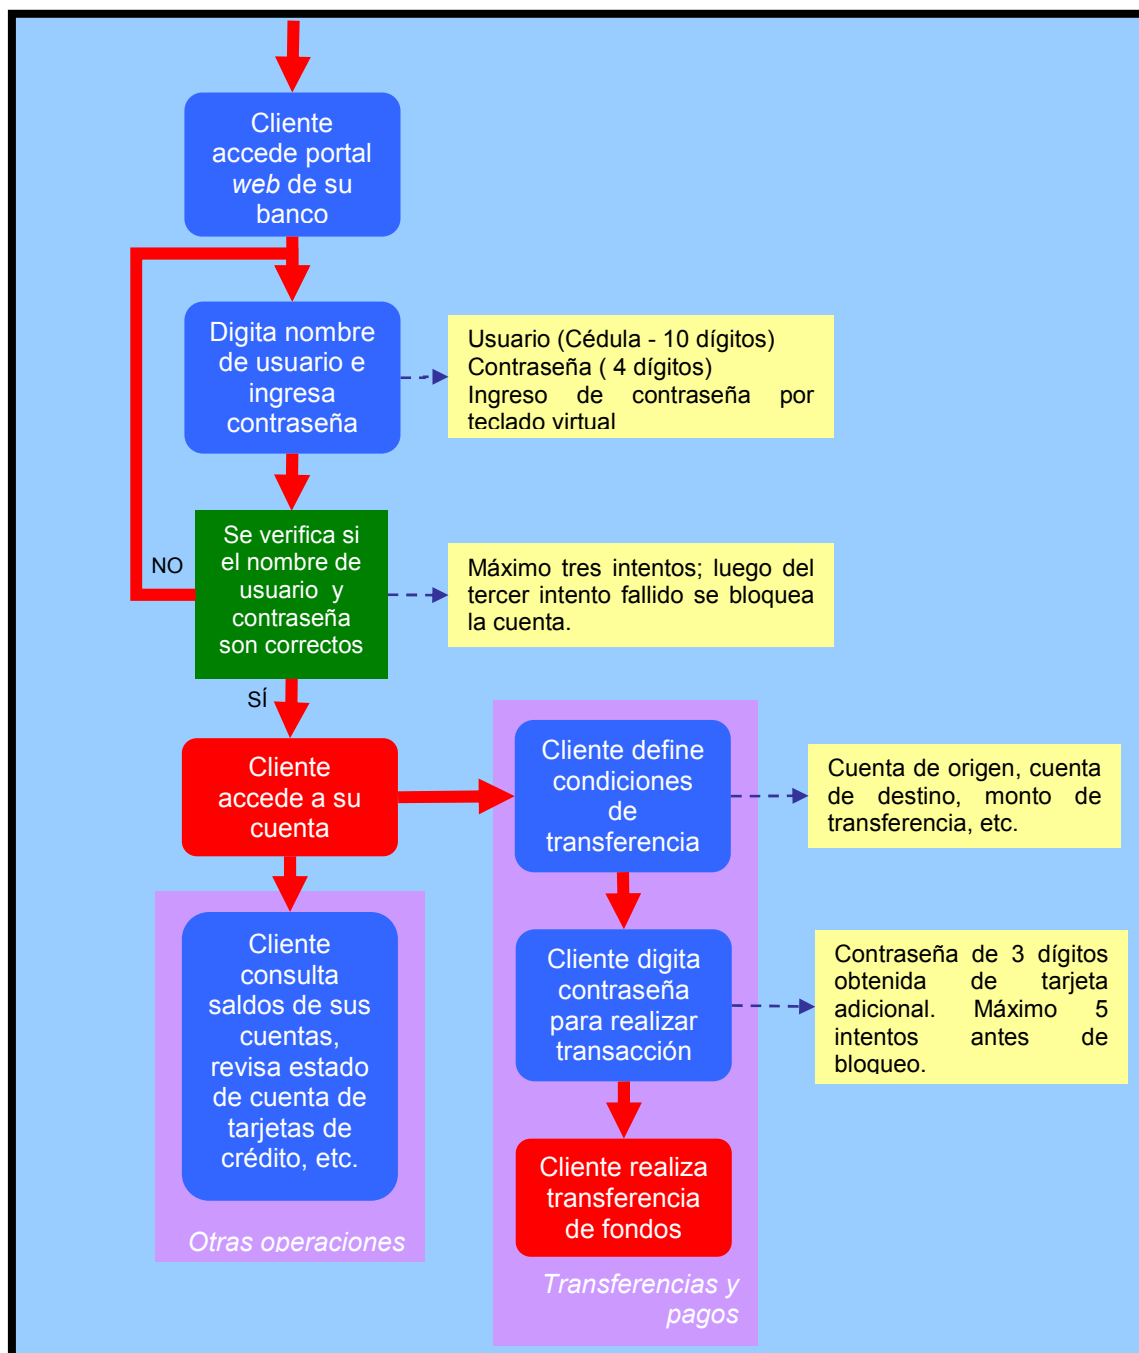 Cliente
accede portal
web de su
banco
Digita nombre
de usuario e
ingresa
contraseña
Usuario (Cédula - 10 dígitos)
Contraseña ( 4 dígitos)
Ingreso de contraseña por
teclado virtual
Se verifica si
el nombre de
usuario y
contraseña
son correctos
NO
Máximo tres intentos; luego del
tercer intento fallido se bloquea
la cuenta.
SÍ
Cliente
accede a su
cuenta
Cliente define
condiciones
de
transferencia
Cuenta de origen, cuenta
de destino, monto de
transferencia, etc.
Cliente
consulta
saldos de sus
cuentas,
revisa estado
de cuenta de
tarjetas de
crédito, etc.
Otras operaciones
Cliente digita
contraseña
para realizar
transacción
Contraseña de 3 dígitos
obtenida de tarjeta
adicional. Máximo 5
intentos antes de
bloqueo.
Cliente realiza
transferencia
de fondos
Transferencias y
pagos